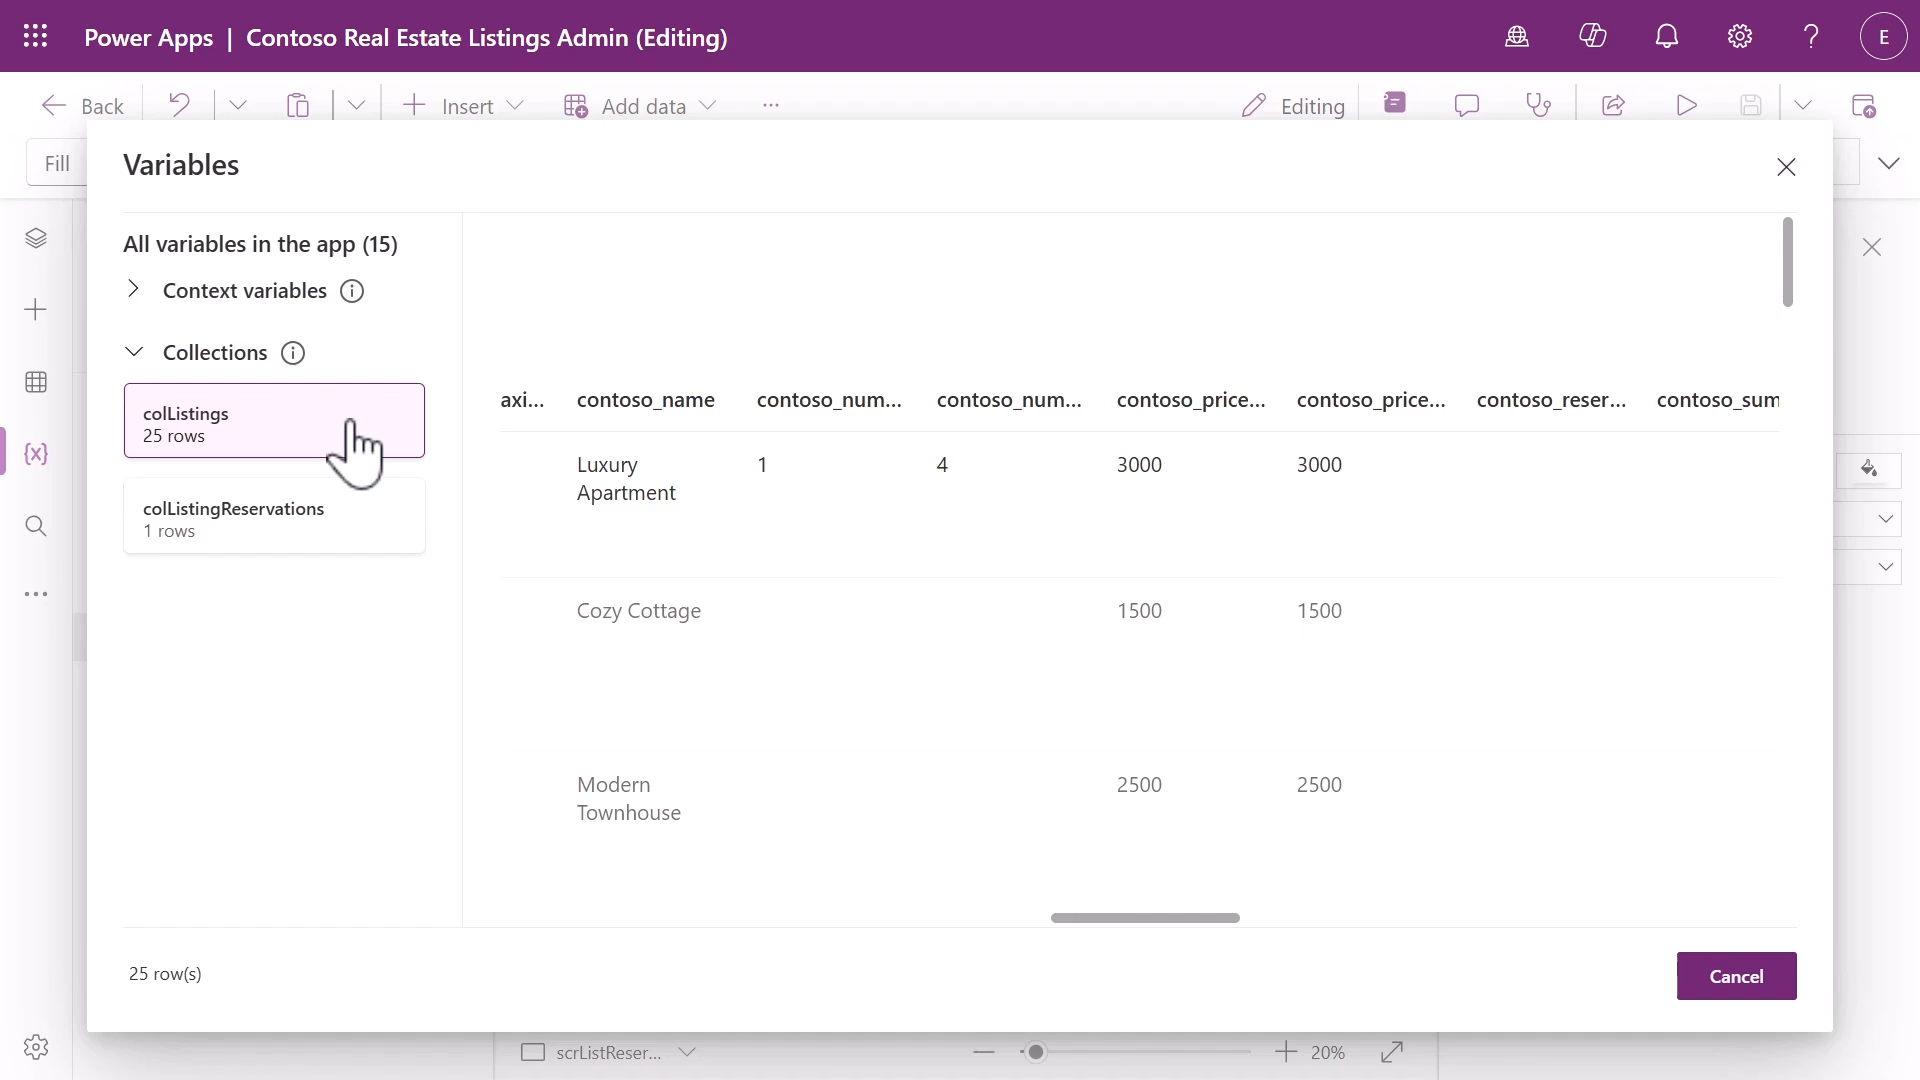 Power Apps | Contoso Real Estate Listings Admin (Editing)
E
Back
Insert
Add data
...
Editing
Fill
Variables
All variables in the app (15)
Context variables
Collections
colListings
25 rows
colListingReservations
1 rows
axi... contoso_name contoso_num... contoso_num... contoso_price... contoso_price... contoso_reser... contoso_sum
Luxury
Apartment
1 4 3000 3000
Cozy Cottage 1500 1500
Modern
Townhouse
2500 2500
25 row(s)
Cancel
scrListReser...
20%